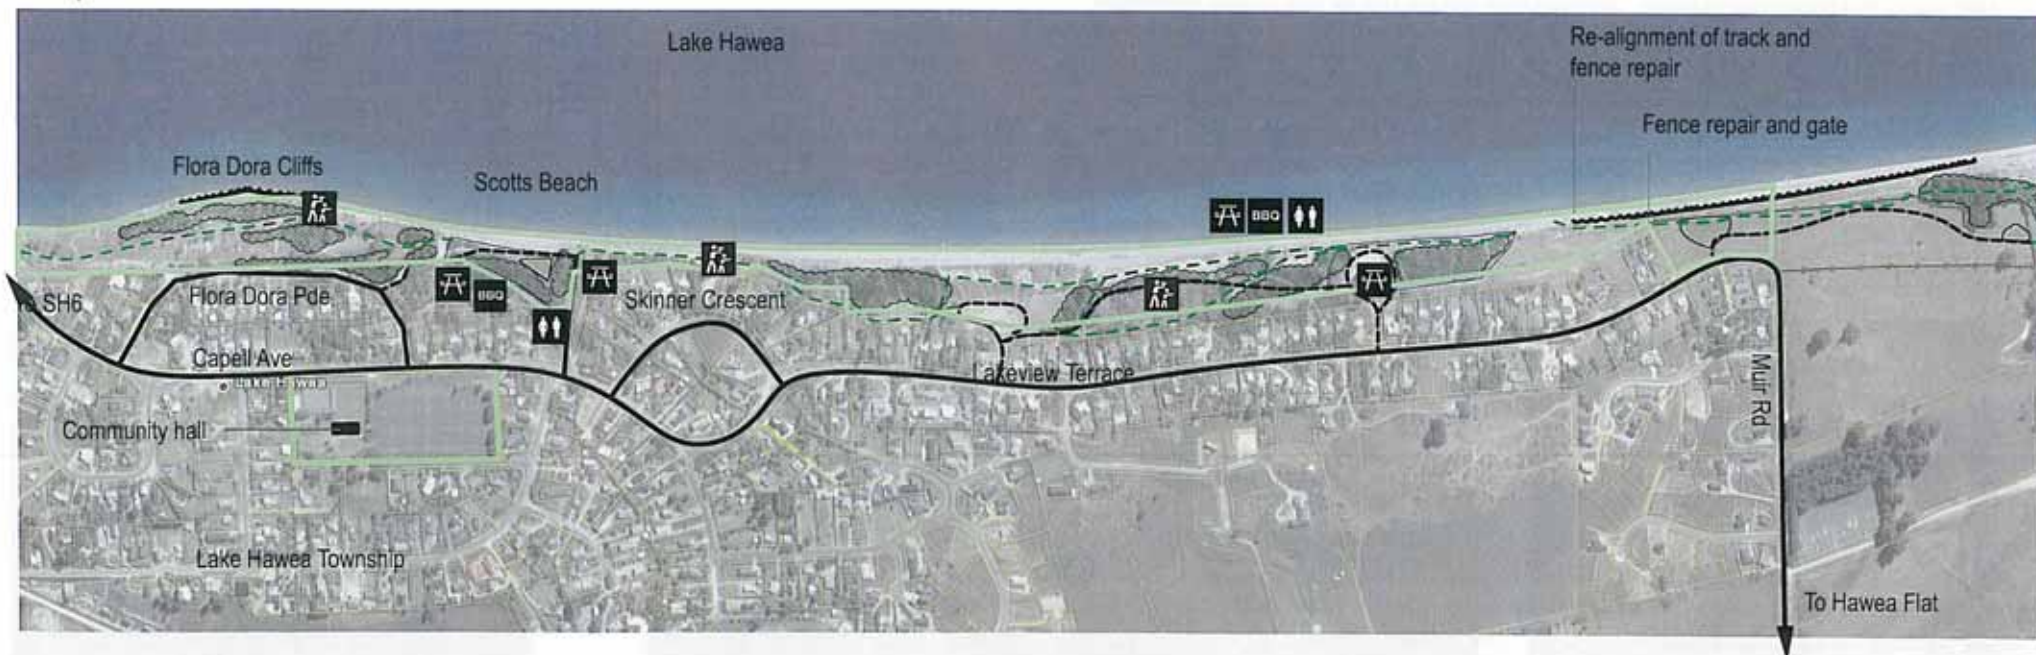 Lake Hawea
Re-alignment of track and
fence repair
Fence repair and gate
Flora Dora Cliffs
Scotts Beach
BBQ
BBQ
Flora Dora Pde
Skinner Crescent
SH6
Capell Ave
Lake Hawea
Lakeview Terrace
Muir Rd
Community hall
Lake Hawea Township
To Hawea Flat